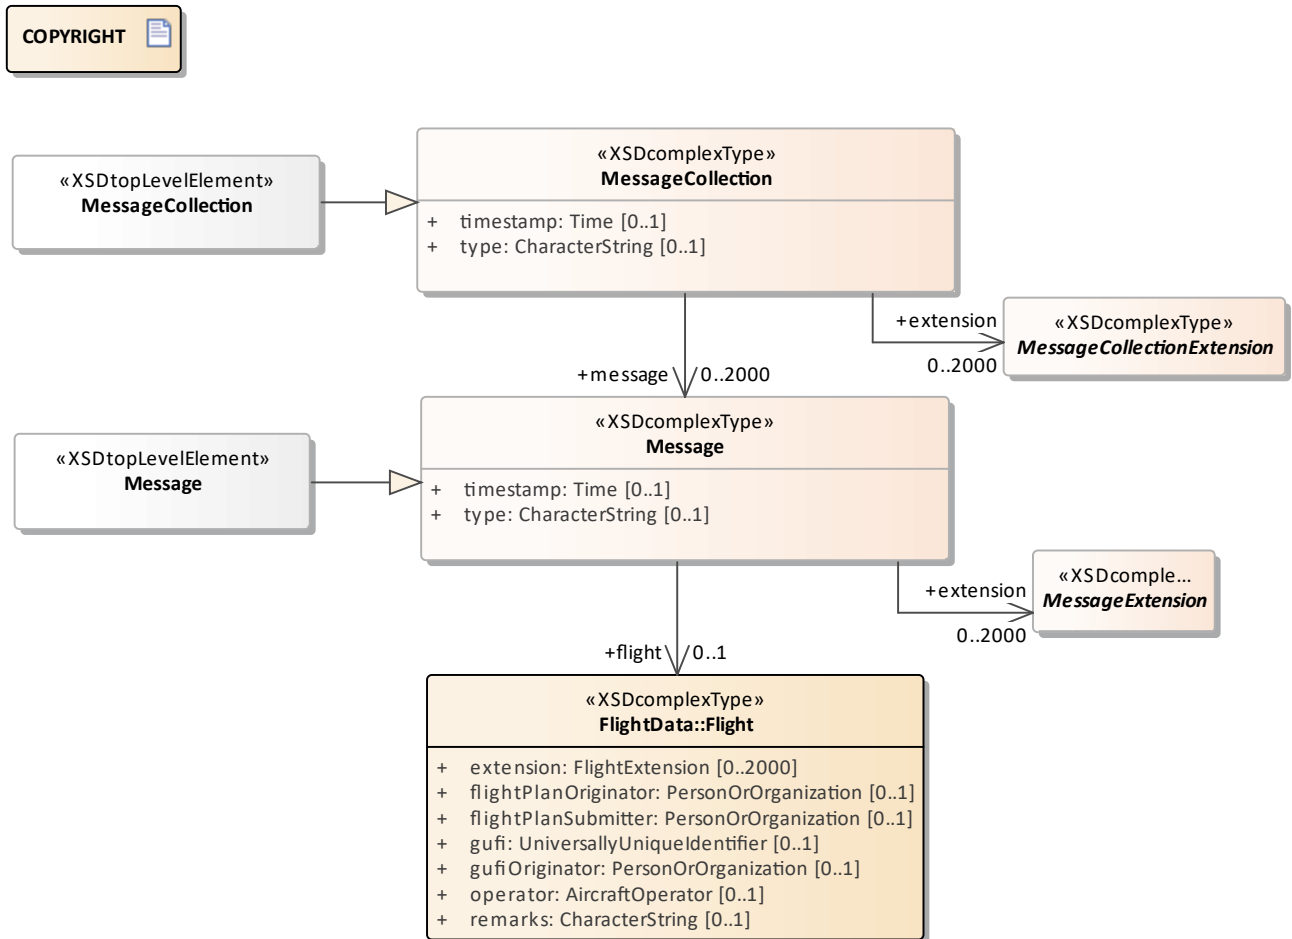 COPYRIGHT
«XSDtopLevelElement»
MessageCollection
«XSDcomplexType»
MessageCollection
+ timestamp: Time [0..1]
+ type: CharacterString [0..1]
+extension
0..2000
«XSDcomplexType»
MessageCollectionExtension
+message 0..2000
«XSDtopLevelElement»
Message
«XSDcomplexType»
Message
+ timestamp: Time [0..1]
+ type: CharacterString [0..1]
+extension
0..2000
«XSDcomple...
MessageExtension
+flight 0..1
«XSDcomplexType»
FlightData::Flight
+ extension: FlightExtension [0..2000]
+ flightPlanOriginator: PersonOrOrganization [0..1]
+ flightPlanSubmitter: PersonOrOrganization [0..1]
+ gufi: UniversallyUniqueIdentifier [0..1]
+ gufiOriginator: PersonOrOrganization [0..1]
+ operator: AircraftOperator [0..1]
+ remarks: CharacterString [0..1]